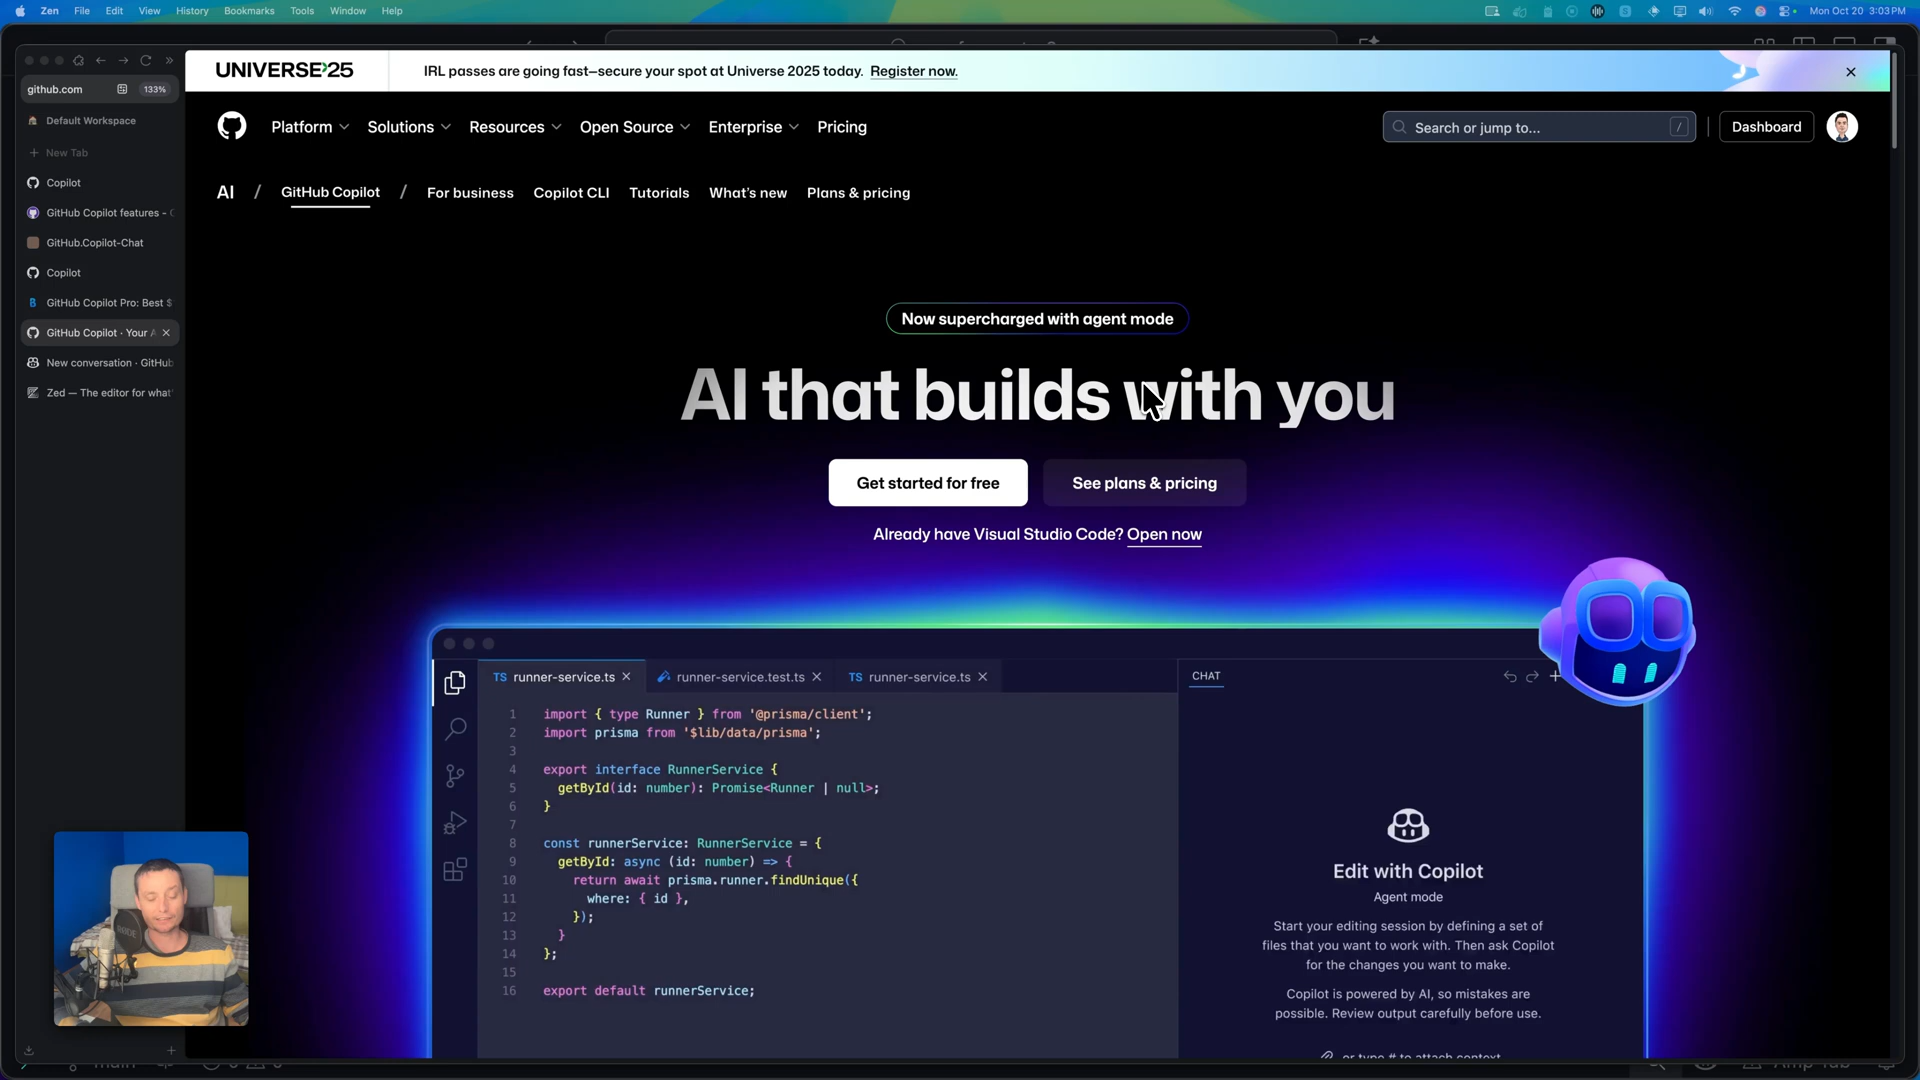 Zen File Edit View History Bookmarks Tools Window Help
Mon Oct 20 3:03 PM
github.com 133%
Default Workspace
New Tab
Copilot
GitHub Copilot features -
GitHub.Copilot-Chat
Copilot
GitHub Copilot Pro: Best $
GitHub Copilot · Your
New conversation · GitHub
Zed — The editor for what'
UNIVERSE'25
IRL passes are going fast—secure your spot at Universe 2025 today. Register now.
Platform Solutions Resources Open Source Enterprise Pricing
Search or jump to... /
Dashboard
AI / GitHub Copilot / For business Copilot CLI Tutorials What's new Plans & pricing
Now supercharged with agent mode
AI that builds with you
Get started for free
See plans & pricing
Already have Visual Studio Code? Open now
TS runner-service.ts
runner-service.test.ts
TS runner-service.ts
1 import { type Runner } from '@prisma/client';
2 import prisma from '$lib/data/prisma';
3
4 export interface RunnerService {
5 getById(id: number): Promise<Runner | null>;
6 }
7
8 const runnerService: RunnerService = {
9 getById: async (id: number) => {
10 return await prisma.runner.findUnique({
11 where: { id },
12 });
13 }
14 };
15
16 export default runnerService;
CHAT
Edit with Copilot
Agent mode
Start your editing session by defining a set of
files that you want to work with. Then ask Copilot
for the changes you want to make.
Copilot is powered by AI, so mistakes are
possible. Review output carefully before use.
or type # to attach context
RØDE
main
Amp Tab